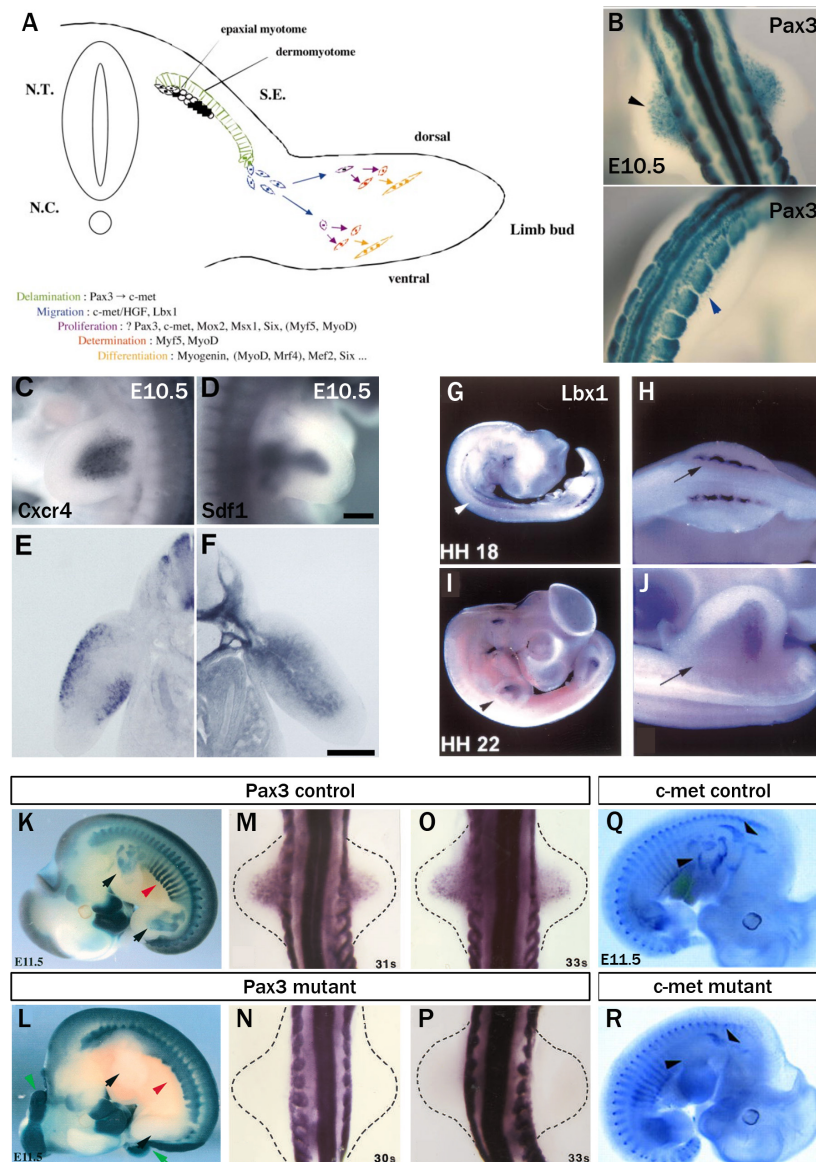 A
epaxial myotome
dermomyotome
N.T.
S.E.
dorsal
N.C.
Limb bud
ventral
Delamination : Pax3 → c-met
Migration : c-met/HGF, Lbx1
Proliferation : ? Pax3, c-met, Mox2, Msx1, Six, (Myf5, MyoD)
Determination : Myf5, MyoD
Differentiation : Myogenin, (MyoD, Mrf4), Mef2, Six ...
B
Pax3
E10.5
Pax3
C
E10.5
D
E10.5
Cxcr4
Sdf1
E
F
G
Lbx1
H
HH 18
I
J
HH 22
Pax3 control
c-met control
K
M
O
Q
E11.5
31s
33s
E11.5
Pax3 mutant
c-met mutant
L
N
P
R
E11.5
30s
33s